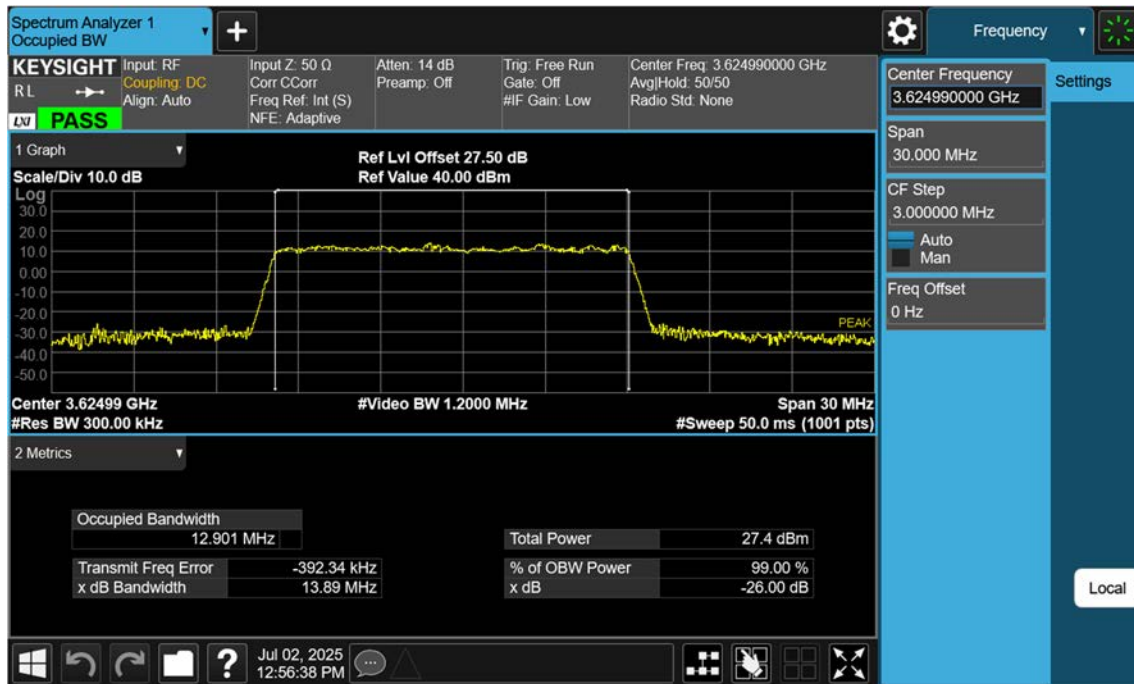 Spectrum Analyzer 1
Occupied BW
Frequency
KEYSIGHT
R L
LXI PASS
Input: RF
Coupling: DC
Align: Auto
Input Z: 50 Ω
Corr CCorr
Freq Ref: Int (S)
NFE: Adaptive
Atten: 14 dB
Preamp: Off
Trig: Free Run
Gate: Off
#IF Gain: Low
Center Freq: 3.624990000 GHz
Avg|Hold: 50/50
Radio Std: None
Center Frequency
3.624990000 GHz
Settings
Span
30.000 MHz
CF Step
3.000000 MHz
Auto
Man
Freq Offset
0 Hz
Local
1 Graph
Scale/Div 10.0 dB
Ref Lvl Offset 27.50 dB
Ref Value 40.00 dBm
Log
30.0
20.0
10.0
0.00
-10.0
-20.0
-30.0
-40.0
-50.0
PEAK
Center 3.62499 GHz
#Video BW 1.2000 MHz
Span 30 MHz
#Res BW 300.00 kHz
#Sweep 50.0 ms (1001 pts)
2 Metrics
Occupied Bandwidth
12.901 MHz
Total Power 27.4 dBm
Transmit Freq Error -392.34 kHz
% of OBW Power 99.00 %
x dB Bandwidth 13.89 MHz
x dB -26.00 dB
?
Jul 02, 2025
12:56:38 PM